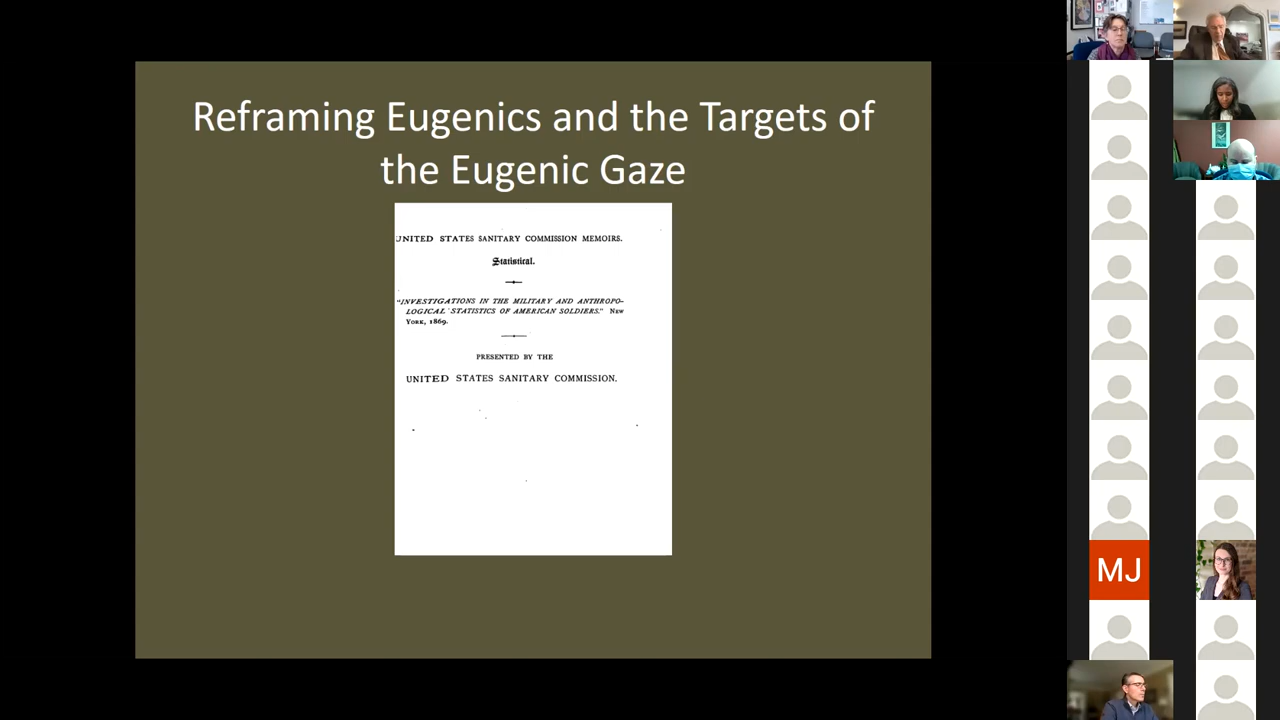 Reframing Eugenics and the Targets of
the Eugenic Gaze
UNITED STATES SANITARY COMMISSION MEMOIRS.
Statistical.
"INVESTIGATIONS IN THE MILITARY AND ANTHROPO-
LOGICAL STATISTICS OF AMERICAN SOLDIERS." NEW
YORK, 1869.
PRESENTED BY THE
UNITED STATES SANITARY COMMISSION.
MJ